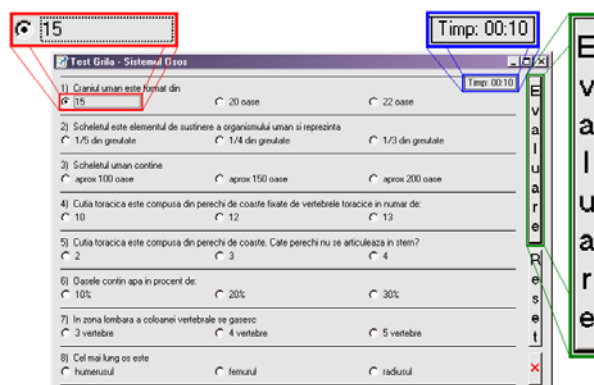 15
Timp: 00:10
Test Grila - Sistemul Osos
Timp: 00:10
1) Craniul uman este format din
15
20 oase
22 oase
2) Scheletul este elementul de sustinere a organismului uman si reprezinta
1/5 din greutate
1/4 din greutate
1/3 din greutate
3) Scheletul uman contine
aprox 100 oase
aprox 150 oase
aprox 200 oase
4) Cutia toracica este compusa din perechi de coaste fixate de vertebrele toracice in numar de:
10
12
13
5) Cutia toracica este compusa din perechi de coaste. Cate perechi nu se articuleaza in stern?
2
3
4
6) Oasele contin apa in procent de:
10%
20%
30%
7) In zona lombara a coloanei vertebrale se gasesc
3 vertebre
4 vertebre
5 vertebre
8) Cel mai lung os este
humerusul
femurul
radiusul
Evaluare
Reset
Evaluare